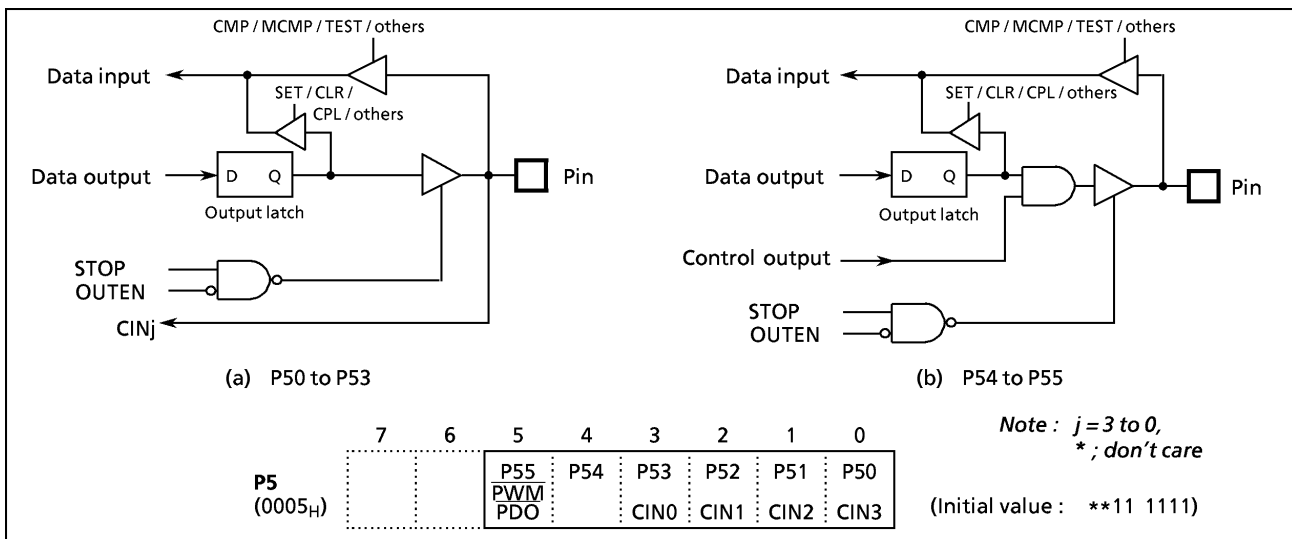 CMP / MCMP / TEST / others
Data input
SET / CLR /
CPL / others
Data output
D Q
Output latch
Pin
STOP
OUTEN
CINj
(a) P50 to P53
CMP / MCMP / TEST / others
Data input
SET / CLR / CPL / others
Data output
D Q
Output latch
Pin
Control output
STOP
OUTEN
(b) P54 to P55
7 6 5 4 3 2 1 0
P5
(0005H)
P55 P54 P53 P52 P51 P50
PWM
PDO CIN0 CIN1 CIN2 CIN3
Note : j = 3 to 0,
* ; don't care
(Initial value : **11 1111)